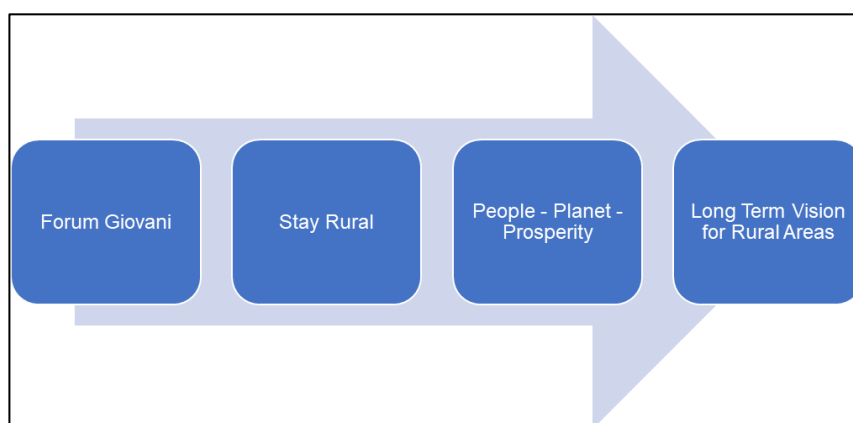 Forum Giovani
Stay Rural
People - Planet -
Prosperity
Long Term Vision
for Rural Areas